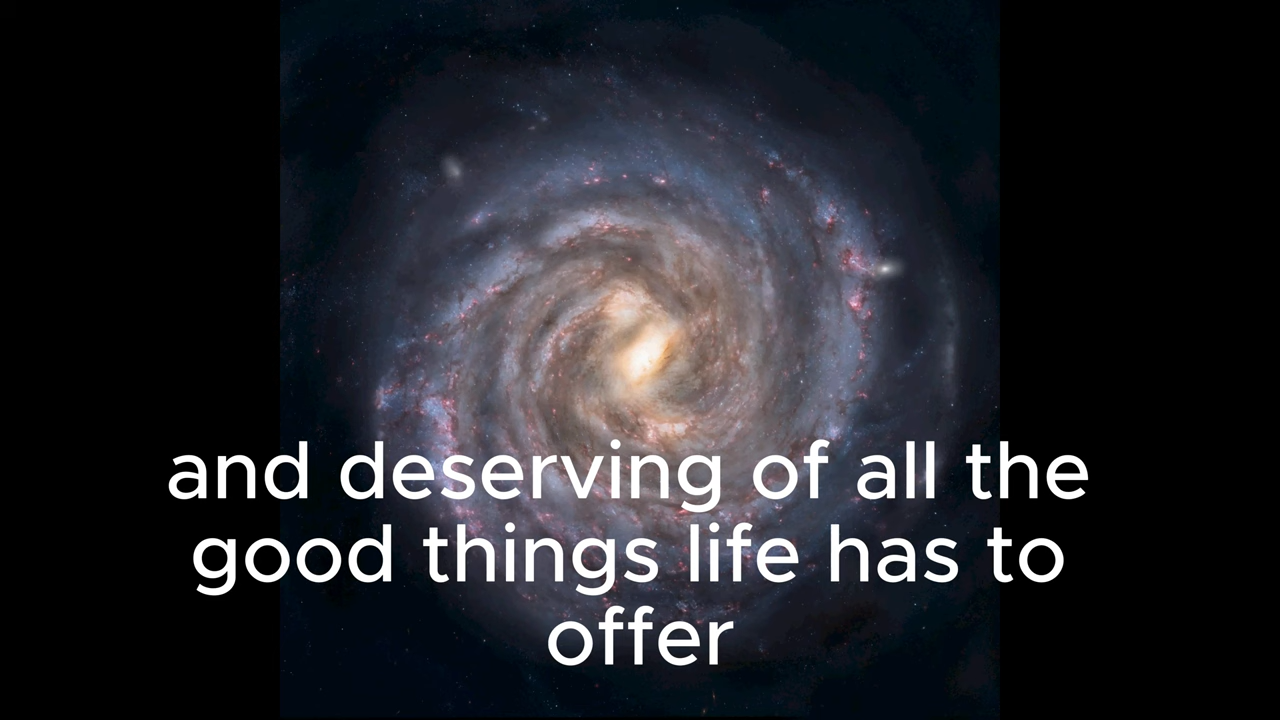 and deserving of all the
good things life has to
offer